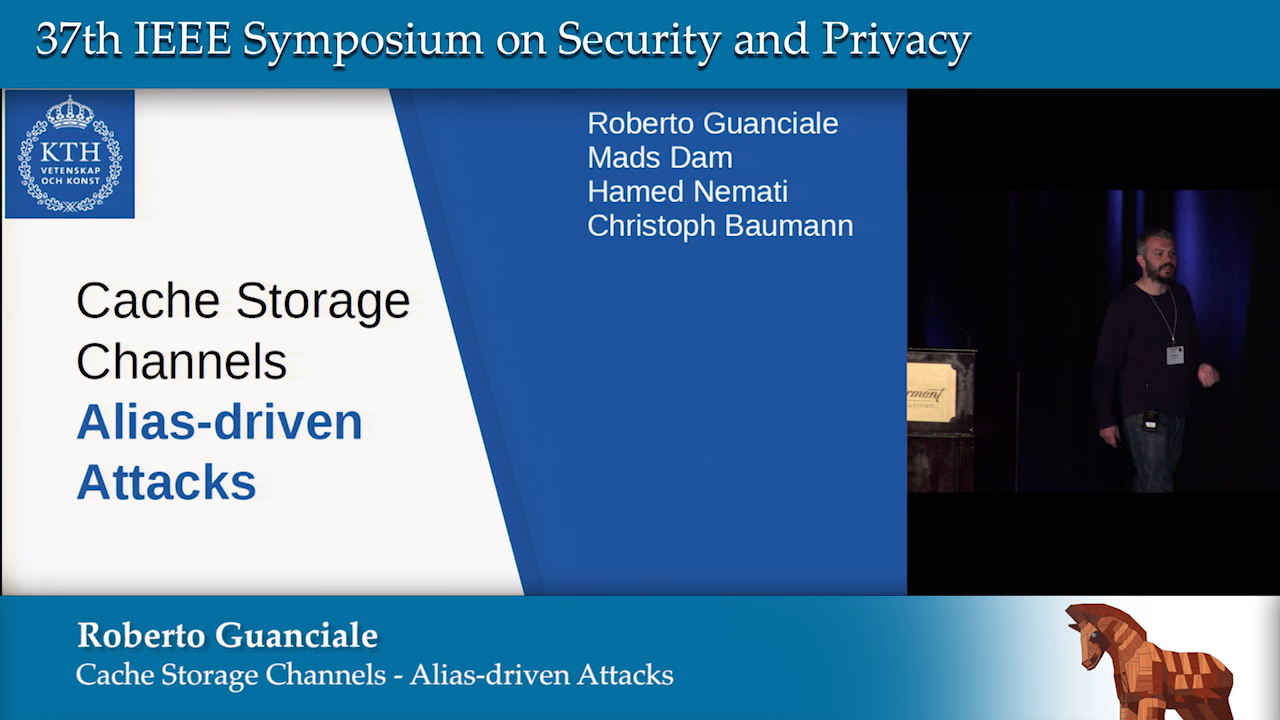 37th IEEE Symposium on Security and Privacy
KTH
VETENSKAP
OCH KONST
Roberto Guanciale
Mads Dam
Hamed Nemati
Christoph Baumann
Cache Storage
Channels
Alias-driven
Attacks
Roberto Guanciale
Cache Storage Channels - Alias-driven Attacks